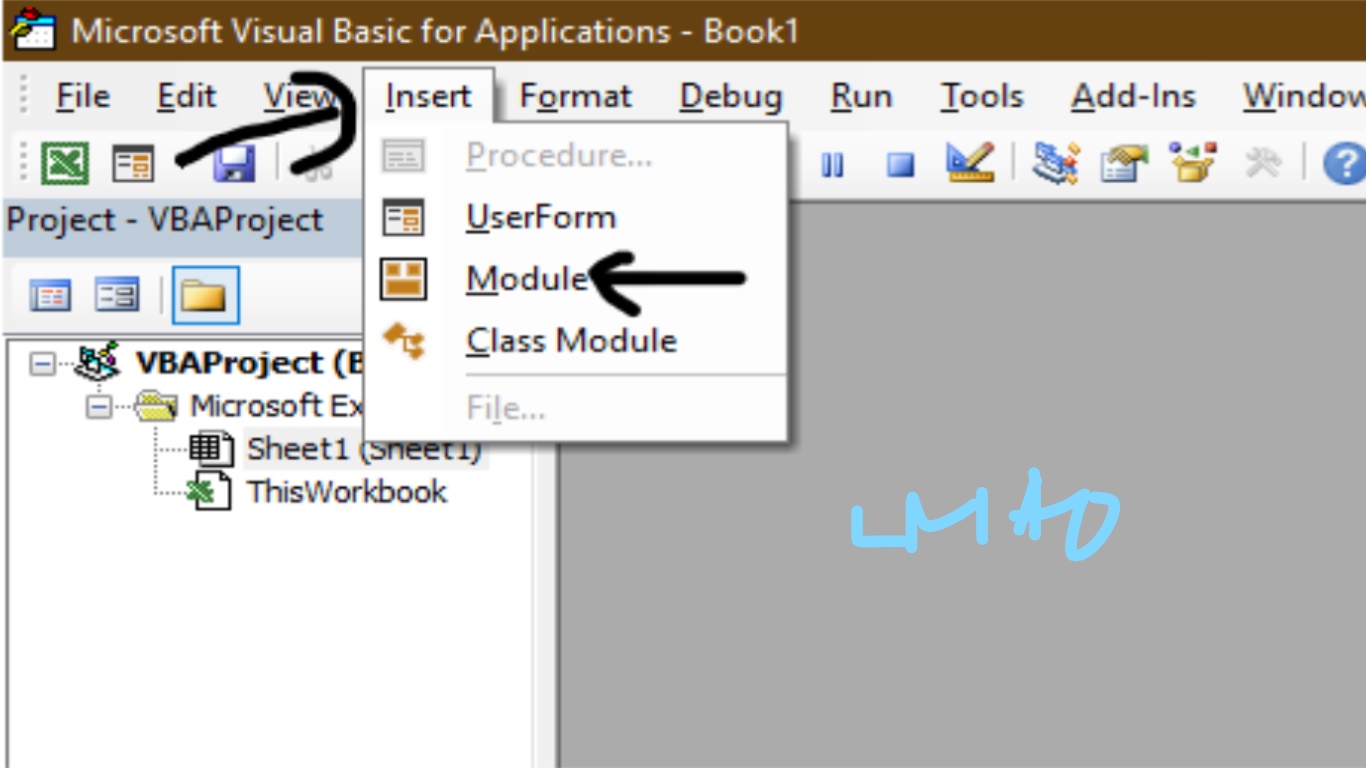 Microsoft Visual Basic for Applications - Book1
File Edit View Insert Format Debug Run Tools Add-Ins Window
Procedure...
Project - VBAProject
UserForm
Module
Class Module
VBAProject (B
Microsoft Ex
File...
Sheet1 (Sheet1)
ThisWorkbook
LMAO